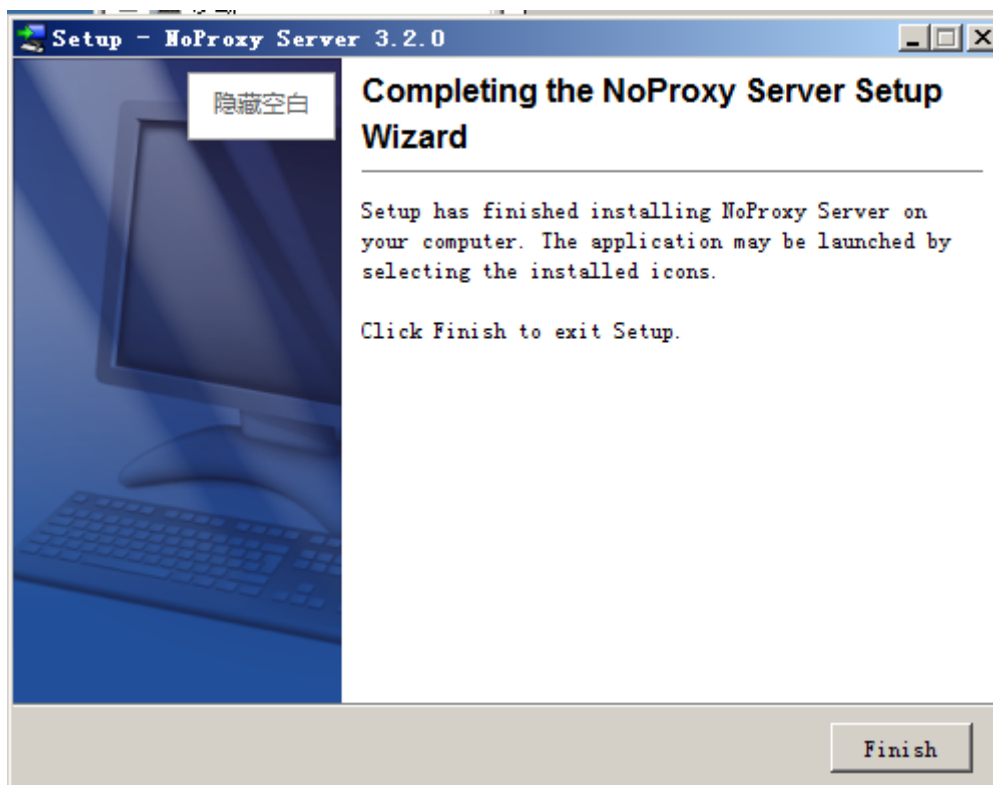 Setup - NoProxy Server 3.2.0
隐藏空白
Completing the NoProxy Server Setup
Wizard
Setup has finished installing NoProxy Server on
your computer. The application may be launched by
selecting the installed icons.
Click Finish to exit Setup.
Finish